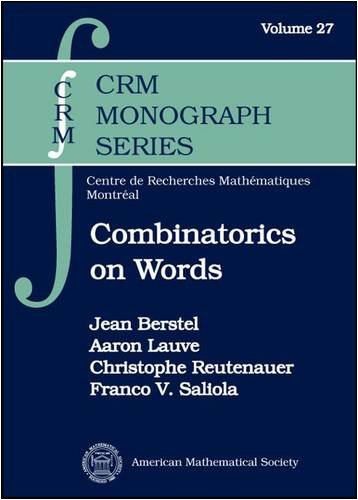 Volume 27
CRM
CRM
MONOGRAPH
SERIES
Centre de Recherches Mathématiques
Montréal
Combinatorics
on Words
Jean Berstel
Aaron Lauve
Christophe Reutenauer
Franco V. Saliola
American Mathematical Society